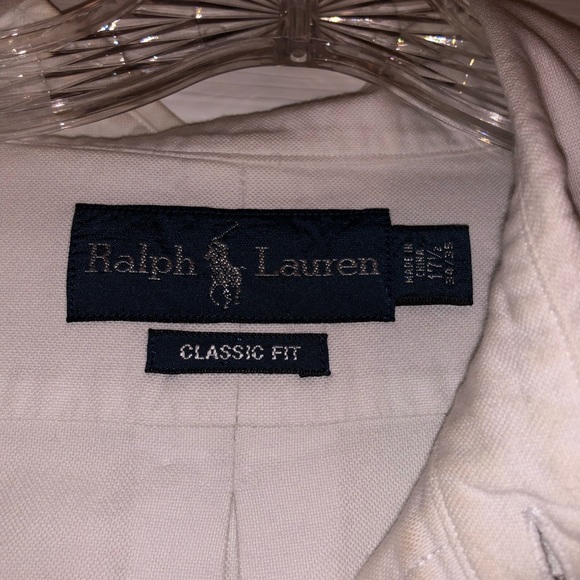 Ralph Lauren
MADE IN
CHINA
17½
34/35
CLASSIC FIT